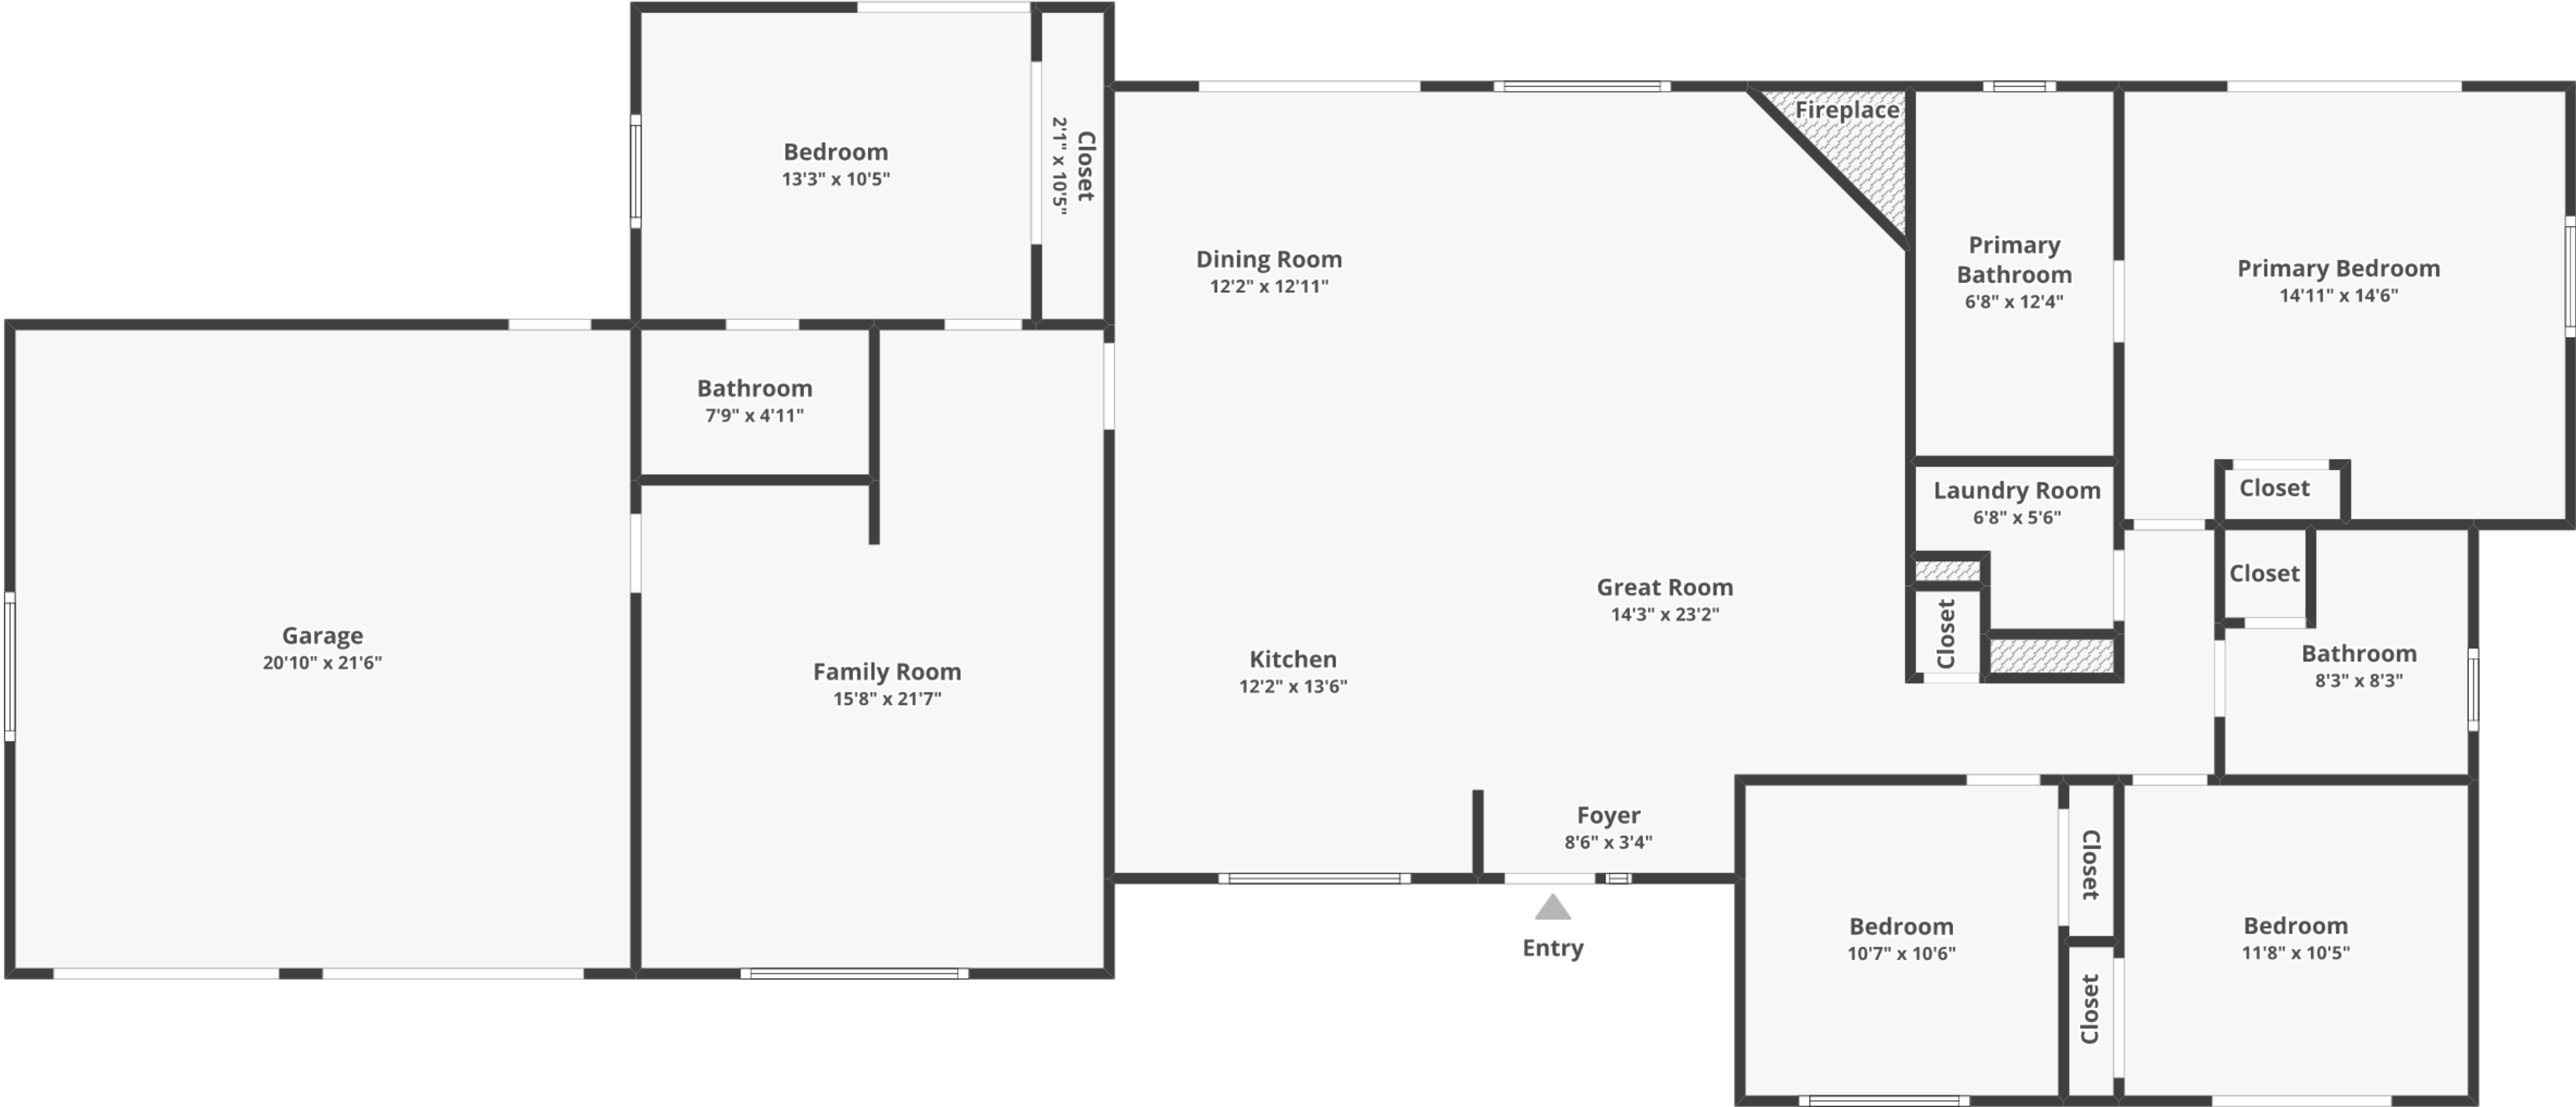 Bedroom
13'3" x 10'5"
Closet
2'1" x 10'5"
Fireplace
Dining Room
12'2" x 12'11"
Primary
Bathroom
6'8" x 12'4"
Primary Bedroom
14'11" x 14'6"
Bathroom
7'9" x 4'11"
Closet
Laundry Room
6'8" x 5'6"
Closet
Great Room
14'3" x 23'2"
Closet
Garage
20'10" x 21'6"
Family Room
15'8" x 21'7"
Kitchen
12'2" x 13'6"
Bathroom
8'3" x 8'3"
Foyer
8'6" x 3'4"
Closet
Entry
Bedroom
10'7" x 10'6"
Bedroom
11'8" x 10'5"
Closet